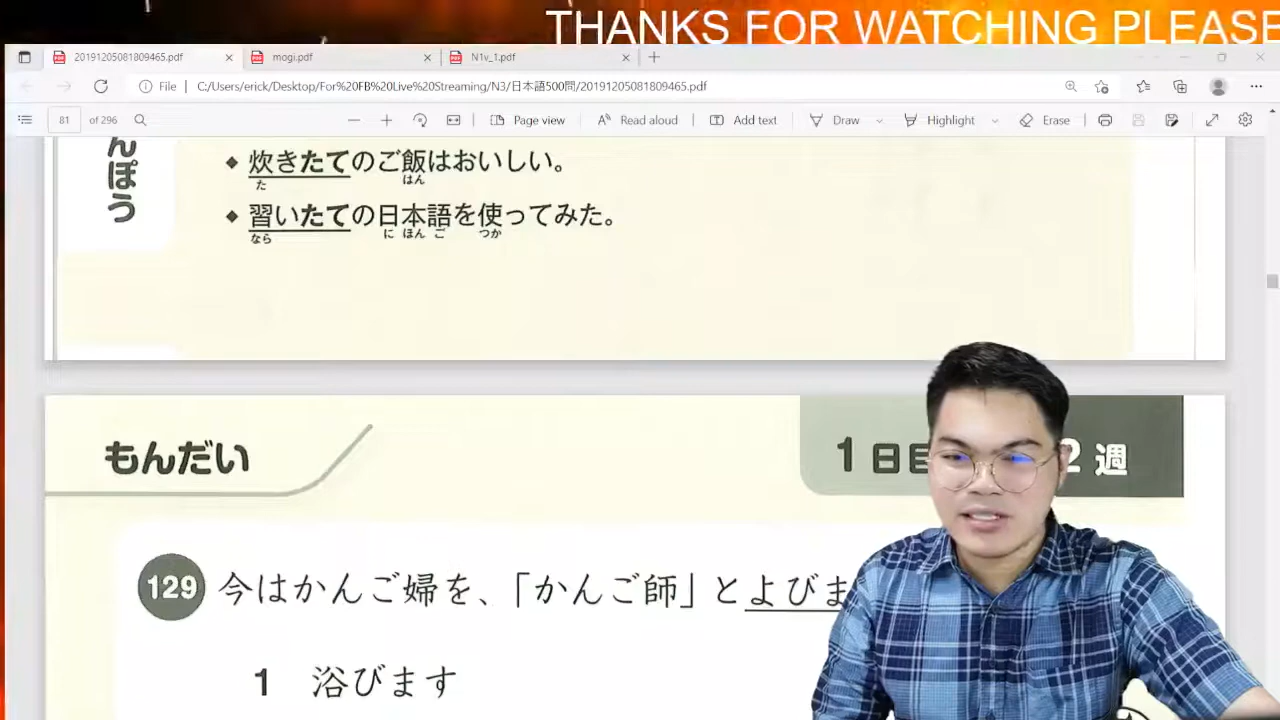 THANKS FOR WATCHING PLEASE
20191205081809465.pdf
mogi.pdf
N1v_1.pdf
File
C:/Users/erick/Desktop/For%20FB%20Live%20Streaming/N3/日本語500問/20191205081809465.pdf
81 of 296
Page view
Read aloud
Add text
Draw
Highlight
Erase
んぽう
◆ 炊きたてのご飯はおいしい。
た はん
◆ 習いたての日本語を使ってみた。
なら に ほん ご つか
もんだい
1日目
2週
129 今はかんご婦を、「かんご師」とよびま
1 浴びます